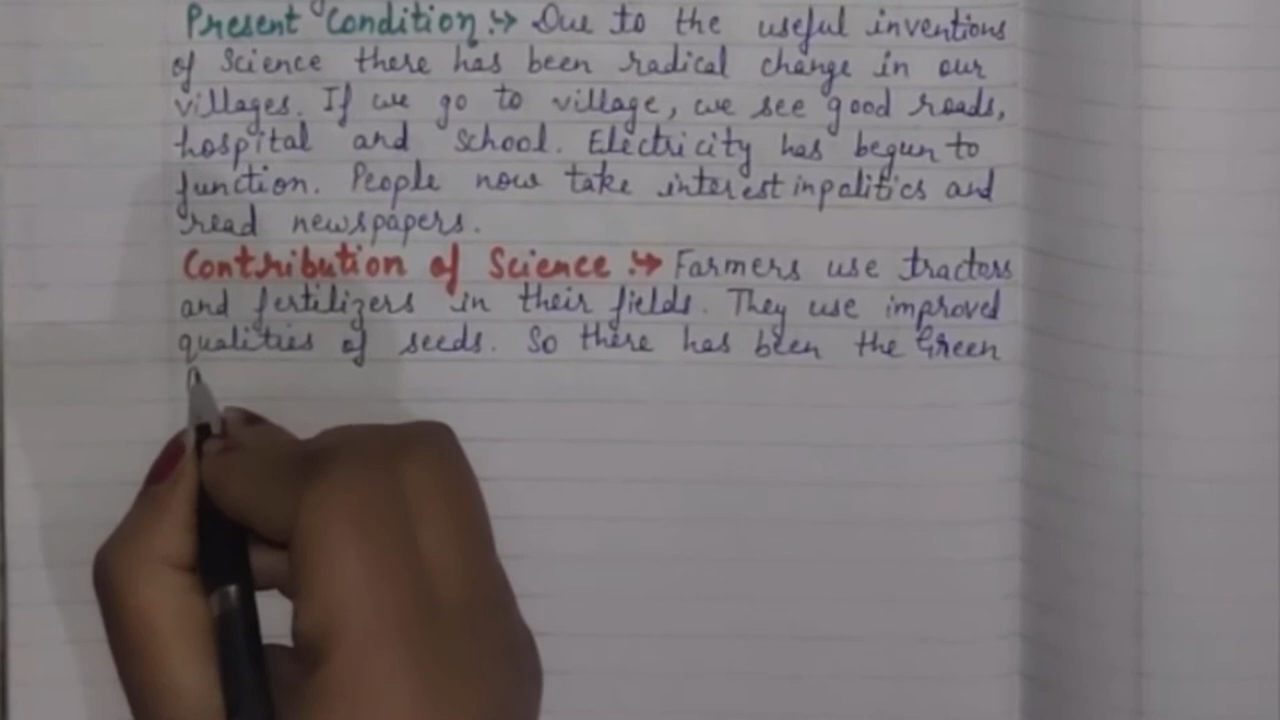 Present Condition :→ Due to the useful inventions
of Science there has been radical change in our
villages. If we go to village, we see good roads,
hospital and school. Electricity has begun to
function. People now take interest in palitics and
read newspapers.
Contribution of Science :→ Farmers use tractors
and fertilizers in their fields. They use improved
qualities of seeds. So there has been the Green